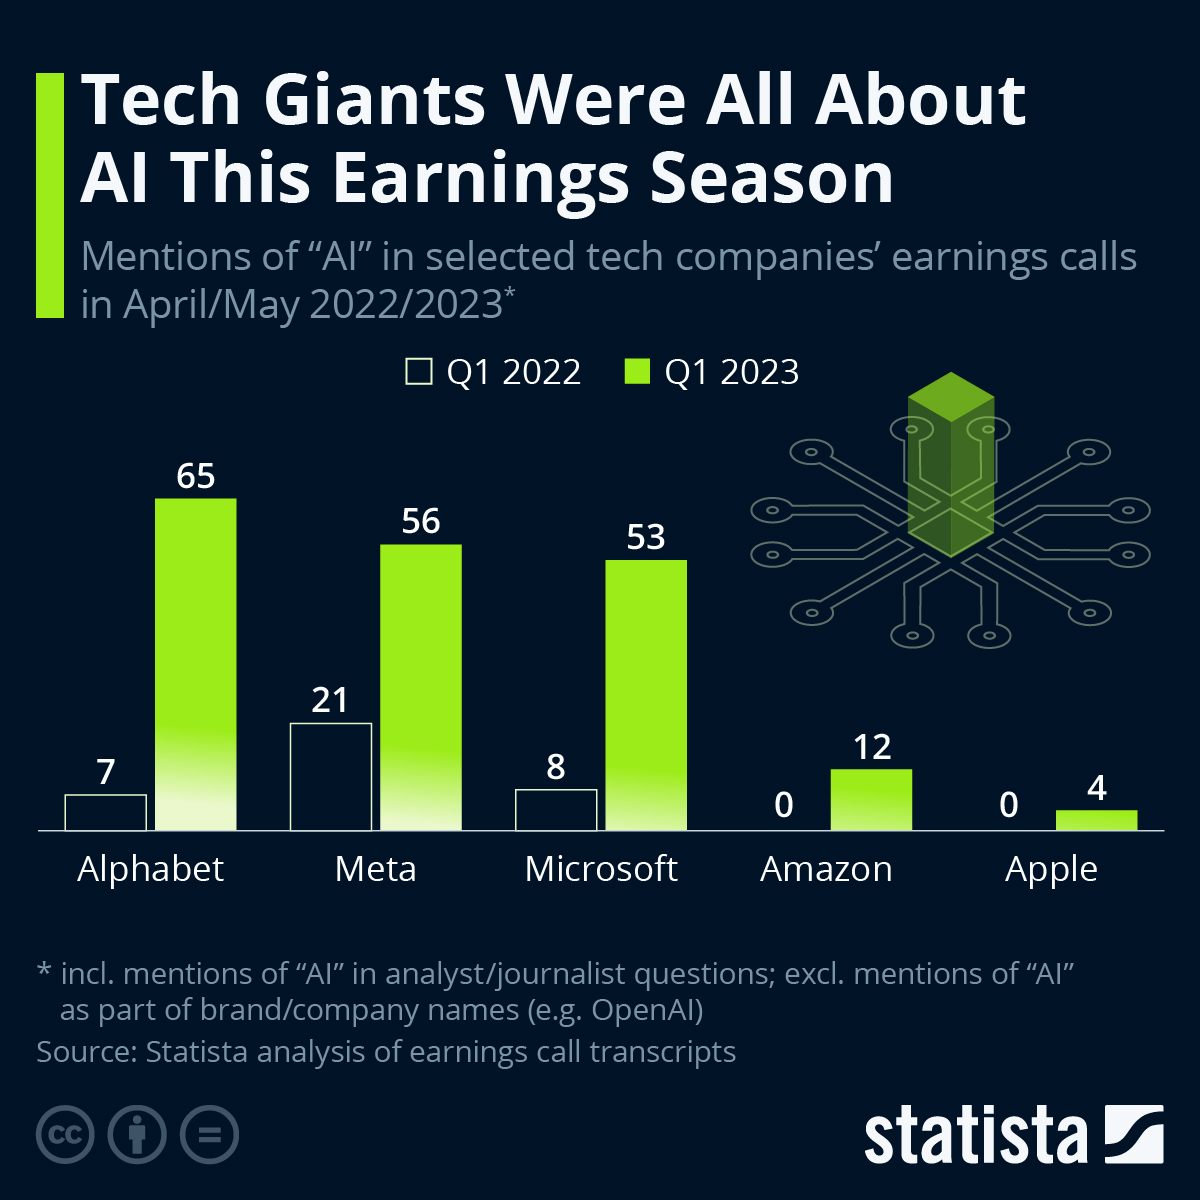 Tech Giants Were All About
AI This Earnings Season
Mentions of “AI” in selected tech companies’ earnings calls
in April/May 2022/2023*
Q1 2022 Q1 2023
65
56
53
21
12
8
7
4
0
0
Alphabet Meta Microsoft Amazon Apple
* incl. mentions of “AI” in analyst/journalist questions; excl. mentions of “AI”
as part of brand/company names (e.g. OpenAI)
Source: Statista analysis of earnings call transcripts
cc
statista